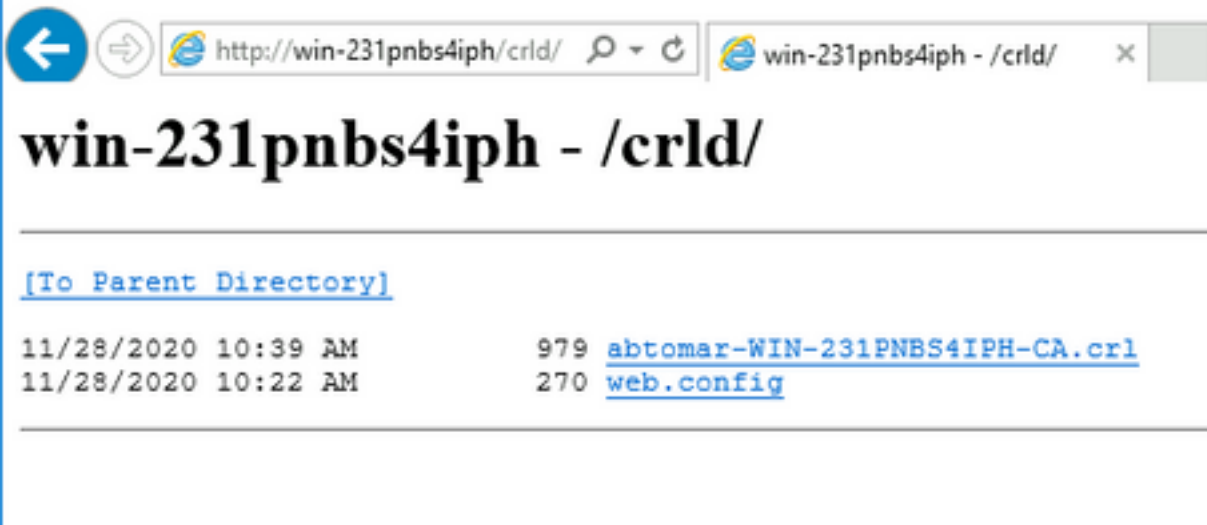 http://win-231pnbs4iph/crld/
win-231pnbs4iph - /crld/
win-231pnbs4iph - /crld/
[To Parent Directory]
11/28/2020 10:39 AM 979 abtomar-WIN-231PNBS4IPH-CA.crl
11/28/2020 10:22 AM 270 web.config